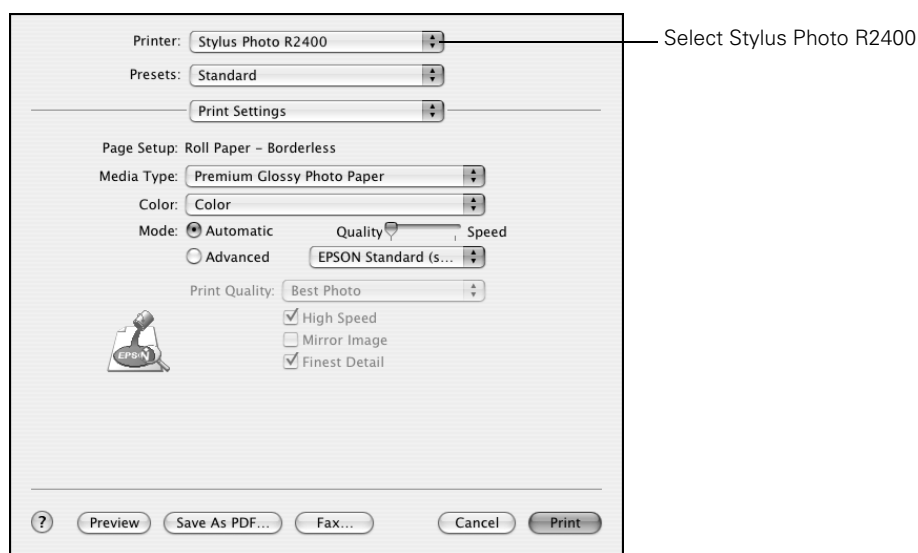 Printer: Stylus Photo R2400
Select Stylus Photo R2400
Presets: Standard
Print Settings
Page Setup: Roll Paper – Borderless
Media Type: Premium Glossy Photo Paper
Color: Color
Mode: Automatic Quality Speed
Advanced EPSON Standard (s...
Print Quality: Best Photo
High Speed
Mirror Image
Finest Detail
EPSON
? Preview Save As PDF... Fax... Cancel Print